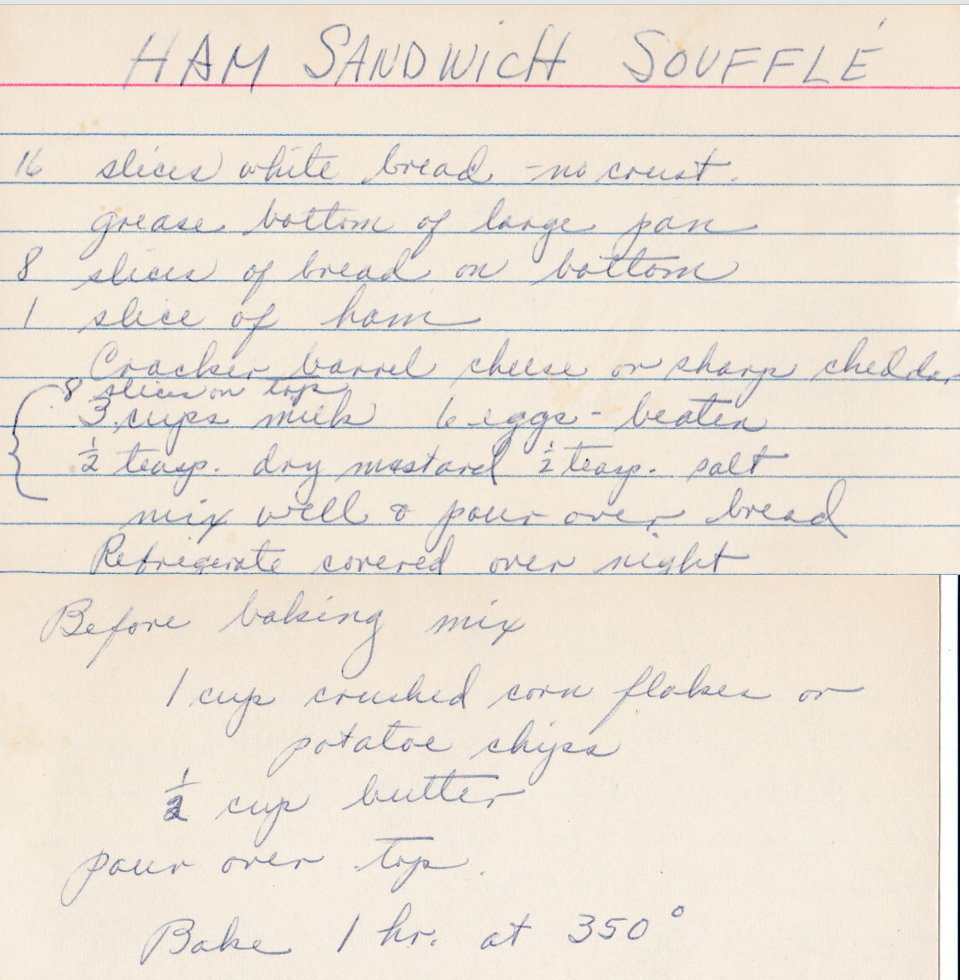 HAM SANDWICH SOUFFLÉ
16 slices white bread - no crust.
grease bottom of large pan
8 slices of bread on bottom
1 slice of ham
Cracker barrel cheese or sharp cheddar
8 slices on top
3 cups milk 6 eggs - beaten
½ teasp. dry mustard ½ teasp. salt
mix well & pour over bread
Refrigerate covered over night
Before baking mix
1 cup crushed corn flakes or
potatoe chips
½ cup butter
pour over top.
Bake 1 hr. at 350°